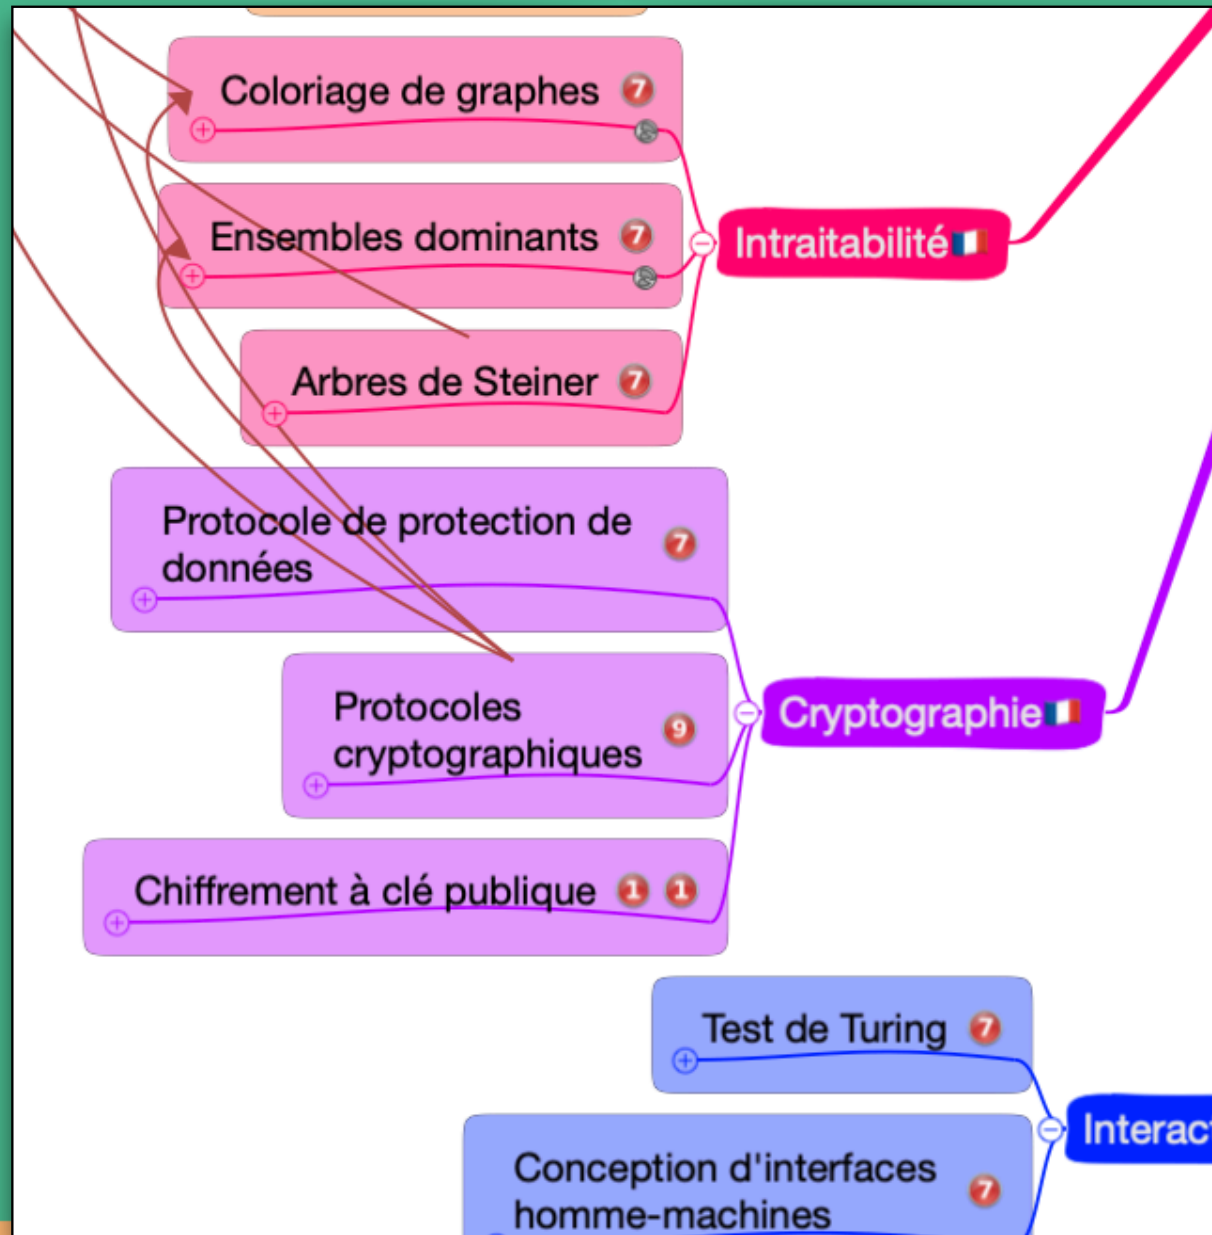 Coloriage de graphes 7
Ensembles dominants 7
Intraitabilité
Arbres de Steiner 7
Protocole de protection de
données 7
Protocoles
cryptographiques 9
Cryptographie
Chiffrement à clé publique 1 1
Test de Turing 7
Interact
Conception d'interfaces
homme-machines 7